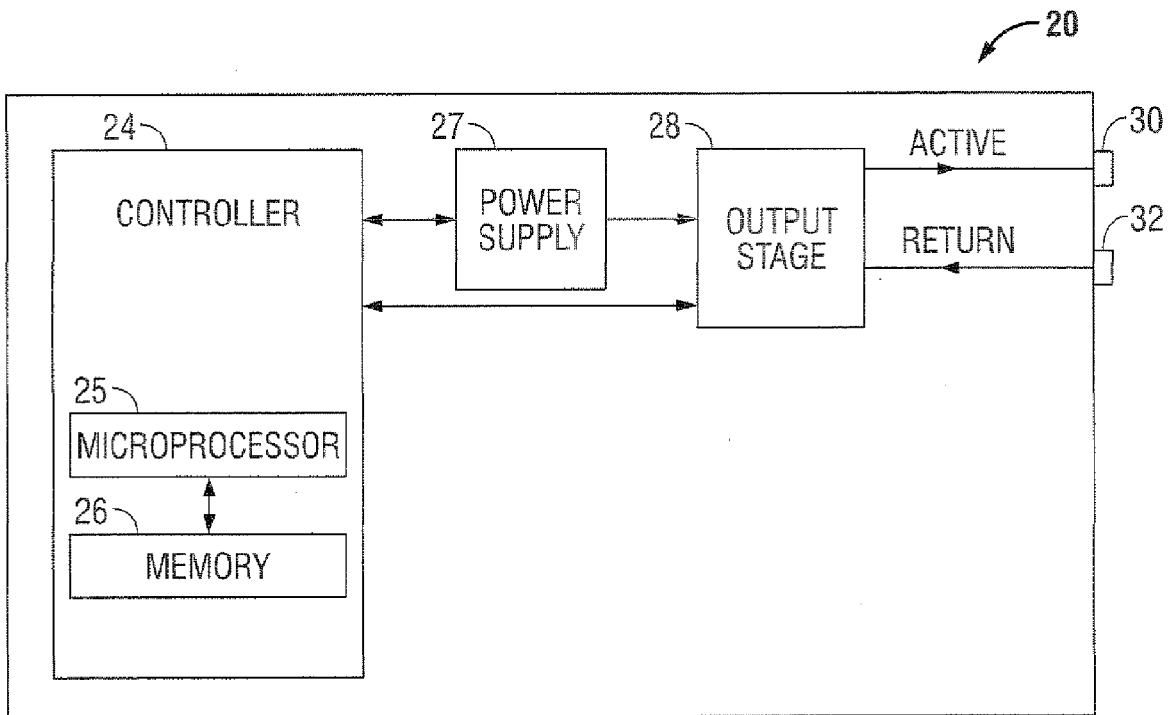 20
24
27
28
30
ACTIVE
CONTROLLER
POWER
SUPPLY
OUTPUT
STAGE
RETURN
32
25
MICROPROCESSOR
26
MEMORY